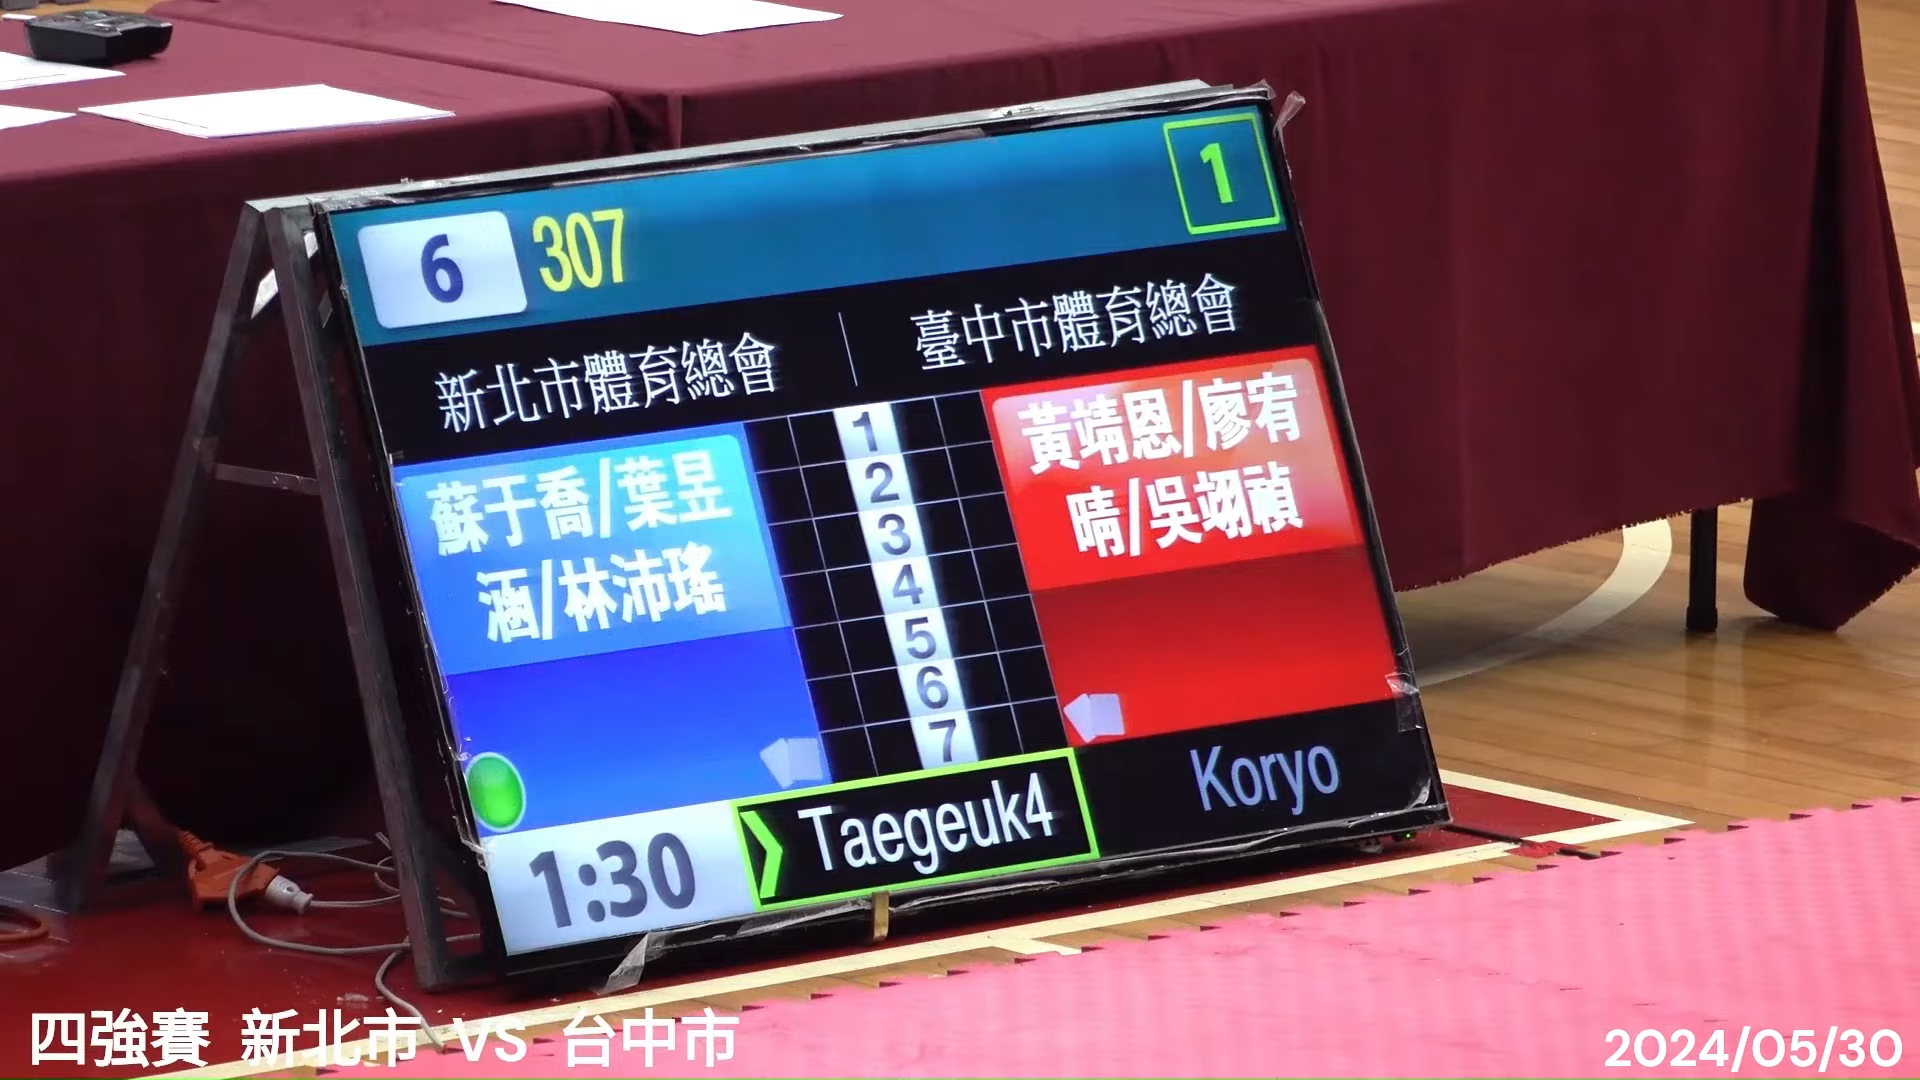 6 307 1
新北市體育總會 臺中市體育總會
蘇于喬/葉昱
涵/林沛瑤
黃靖恩/廖宥
晴/吳翊禎
1
2
3
4
5
6
7
1:30 Taegeuk4 Koryo
四強賽 新北市 VS 台中市
2024/05/30